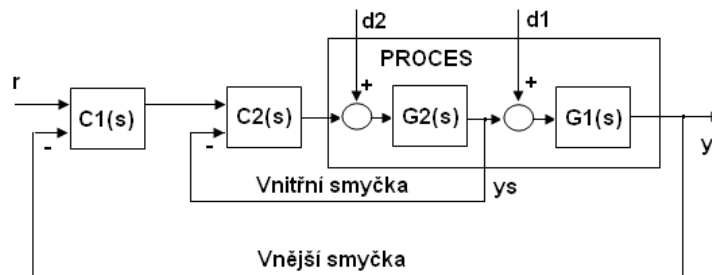 d2 d1
PROCES
r + +
C1(s) C2(s) G2(s) G1(s)
- - y
Vnitřní smyčka ys
Vnější smyčka